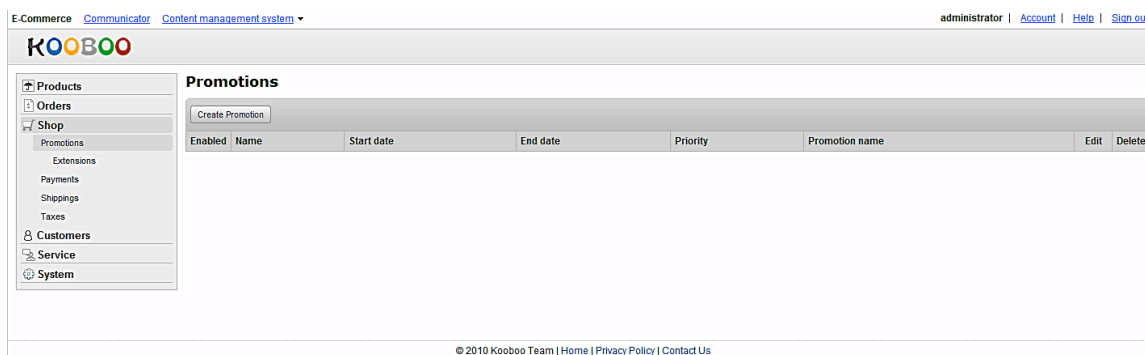 E-Commerce Communicator Content management system administrator | Account | Help | Sign ou
KOOBOO
Products
Orders
Shop
Promotions
Extensions
Payments
Shippings
Taxes
Customers
Service
System
Promotions
Create Promotion
Enabled Name Start date End date Priority Promotion name Edit Delete
© 2010 Kooboo Team | Home | Privacy Policy | Contact Us